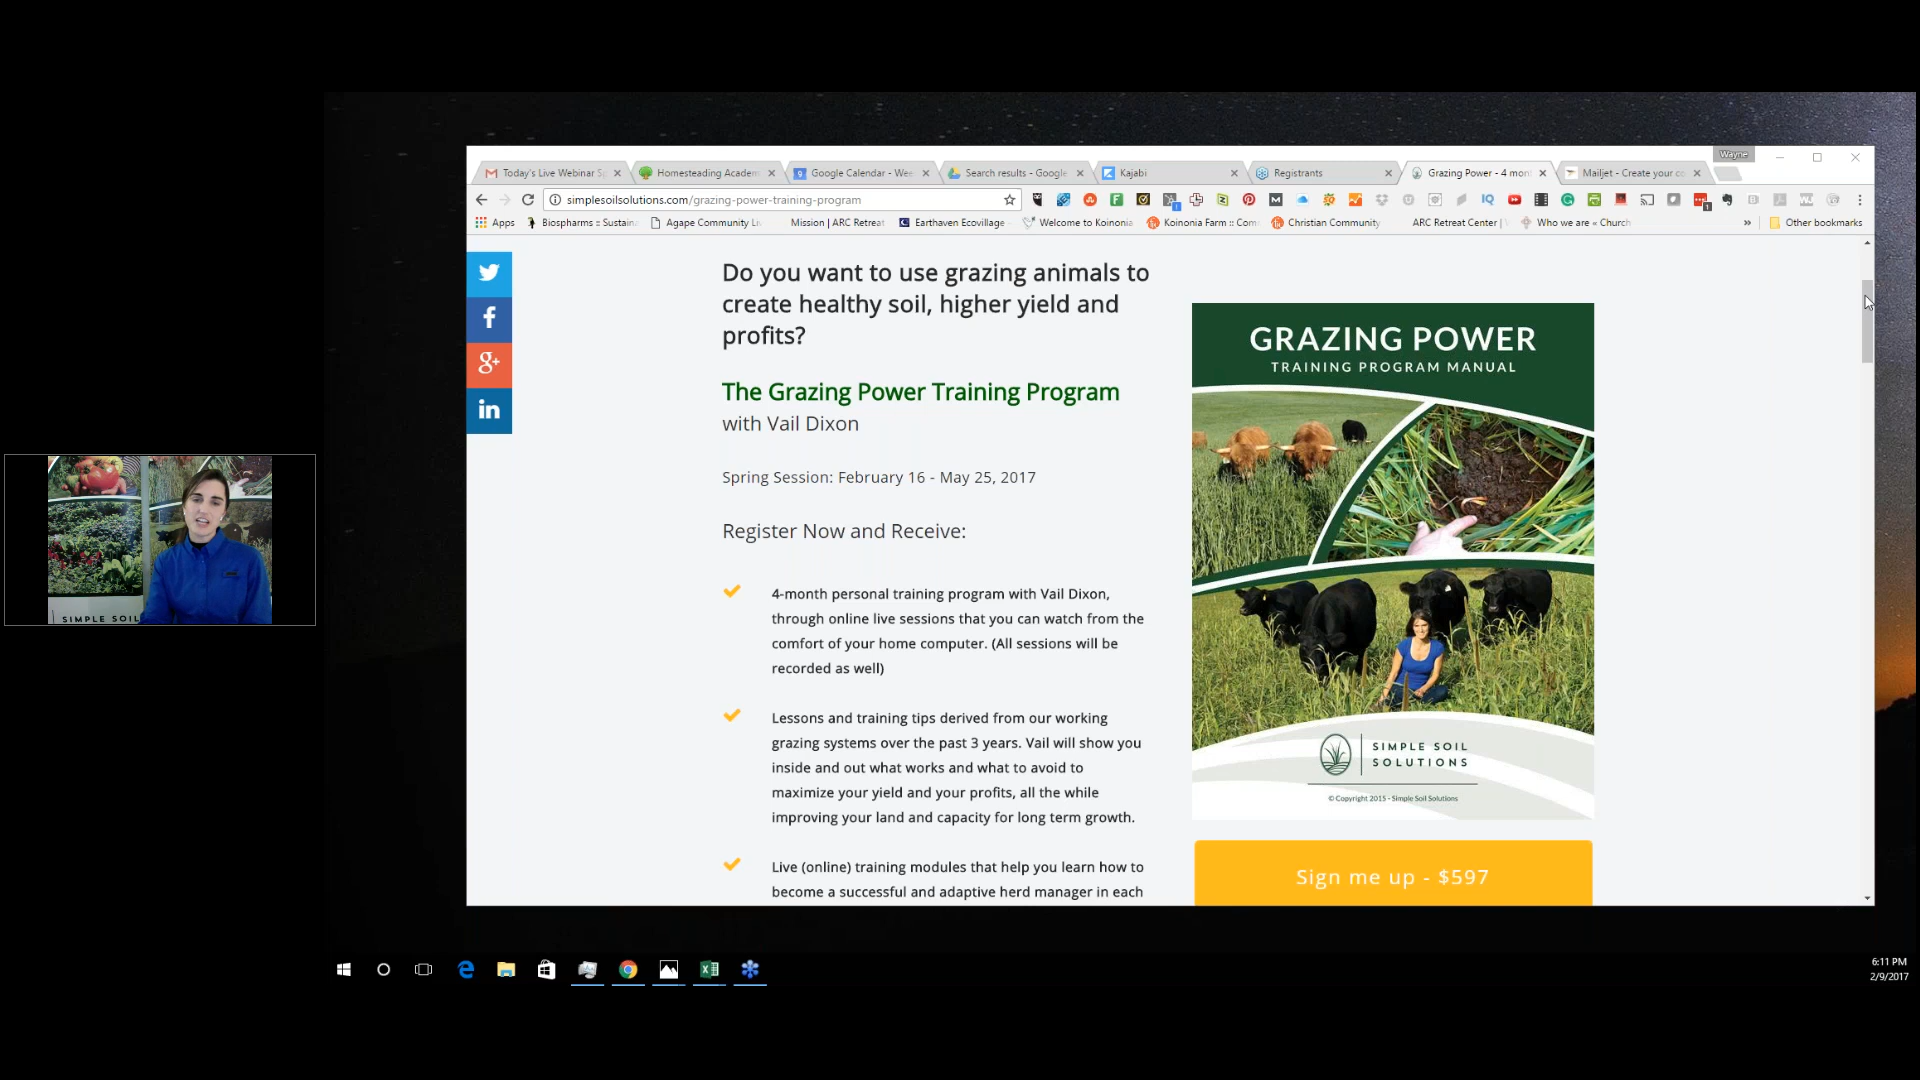 Wayne
Today's Live Webinar Sp
Homesteading Academ
Google Calendar - Wee
Search results - Google
Kajabi
Registrants
Grazing Power - 4 mon
Mailjet - Create your co
simplesoilsolutions.com/grazing-power-training-program
Apps
Biospharms :: Sustain
Agape Community Li
Mission | ARC Retreat
Earthaven Ecovillage
Welcome to Koinonia
Koinonia Farm :: Com
Christian Community
ARC Retreat Center |
Who we are « Church
Other bookmarks
Do you want to use grazing animals to
create healthy soil, higher yield and
profits?
The Grazing Power Training Program
with Vail Dixon
Spring Session: February 16 - May 25, 2017
Register Now and Receive:
4-month personal training program with Vail Dixon,
through online live sessions that you can watch from the
comfort of your home computer. (All sessions will be
recorded as well)
Lessons and training tips derived from our working
grazing systems over the past 3 years. Vail will show you
inside and out what works and what to avoid to
maximize your yield and your profits, all the while
improving your land and capacity for long term growth.
Live (online) training modules that help you learn how to
become a successful and adaptive herd manager in each
GRAZING POWER
TRAINING PROGRAM MANUAL
SIMPLE SOIL
SOLUTIONS
© Copyright 2015 - Simple Soil Solutions
Sign me up - $597
SIMPLE SOIL
6:11 PM
2/9/2017